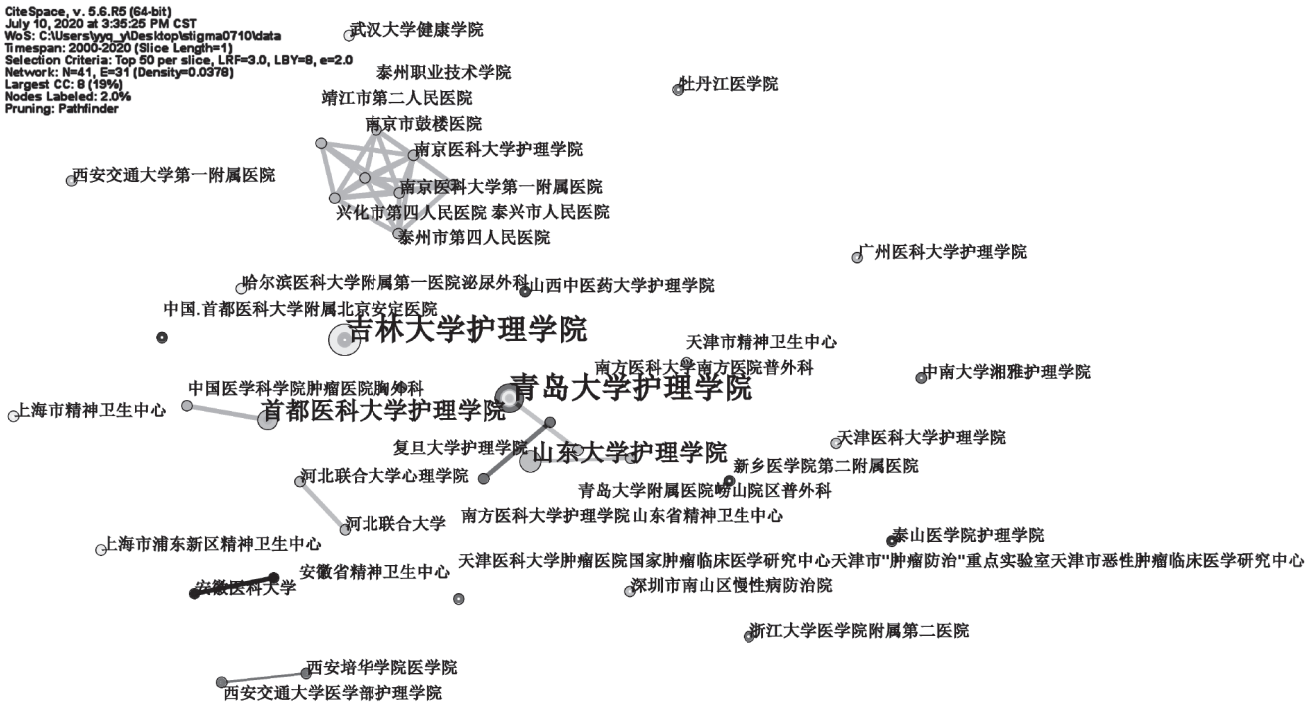 CiteSpace, v. 5.6.R5 (64-bit)
July 10, 2020 at 3:35:25 PM CST
WoS: C:\Users\yyq_y\Desktop\stigma0710\data
Timespan: 2000-2020 (Slice Length=1)
Selection Criteria: Top 50 per slice, LRF=3.0, LBY=8, e=2.0
Network: N=41, E=31 (Density=0.0378)
Largest CC: 8 (19%)
Nodes Labeled: 2.0%
Pruning: Pathfinder
武汉大学健康学院
泰州职业技术学院
牡丹江医学院
靖江市第二人民医院
南京市鼓楼医院
南京医科大学护理学院
西安交通大学第一附属医院
南京医科大学第一附属医院
兴化市第四人民医院 泰兴市人民医院
泰州市第四人民医院
广州医科大学护理学院
哈尔滨医科大学附属第一医院泌尿外科
山西中医药大学护理学院
中国.首都医科大学附属北京安定医院
吉林大学护理学院
天津市精神卫生中心
南方医科大学南方医院普外科
中南大学湘雅护理学院
中国医学科学院肿瘤医院胸外科
青岛大学护理学院
上海市精神卫生中心
首都医科大学护理学院
天津医科大学护理学院
复旦大学护理学院
山东大学护理学院
新乡医学院第二附属医院
河北联合大学心理学院
青岛大学附属医院崂山院区普外科
河北联合大学
南方医科大学护理学院
山东省精神卫生中心
泰山医学院护理学院
上海市浦东新区精神卫生中心
天津医科大学肿瘤医院国家肿瘤临床医学研究中心天津市"肿瘤防治"重点实验室天津市恶性肿瘤临床医学研究中心
安徽省精神卫生中心
安徽医科大学
深圳市南山区慢性病防治院
浙江大学医学院附属第二医院
西安培华学院医学院
西安交通大学医学部护理学院